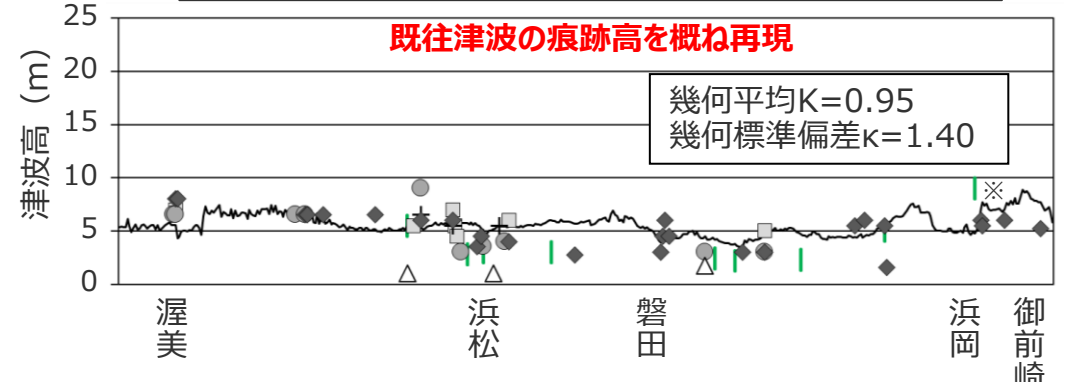 既往津波の痕跡高を概ね再現
幾何平均K=0.95
幾何標準偏差κ=1.40
津波高（m）
25
20
15
10
5
0
※
渥美
浜松
磐田
浜岡
御前崎